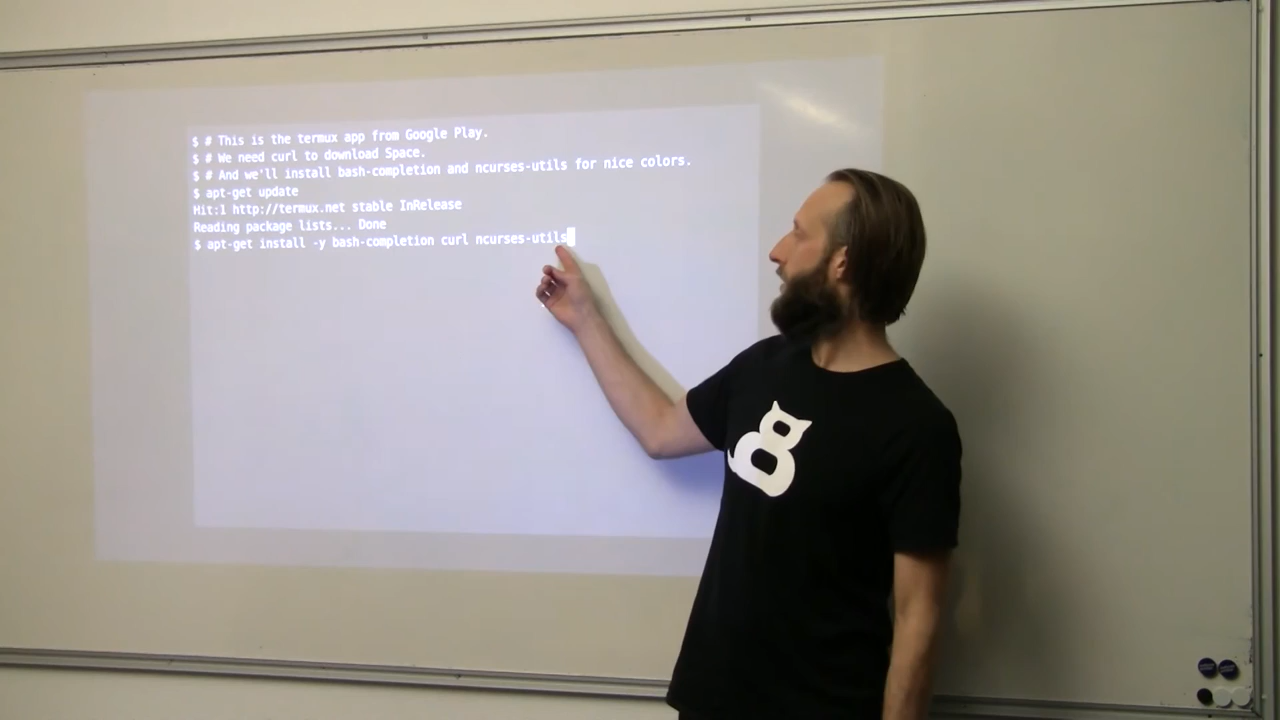 $ # This is the termux app from Google Play.
$ # We need curl to download Space.
$ # And we'll install bash-completion and ncurses-utils for nice colors.
$ apt-get update
Hit:1 http://termux.net stable InRelease
Reading package lists... Done
$ apt-get install -y bash-completion curl ncurses-utils